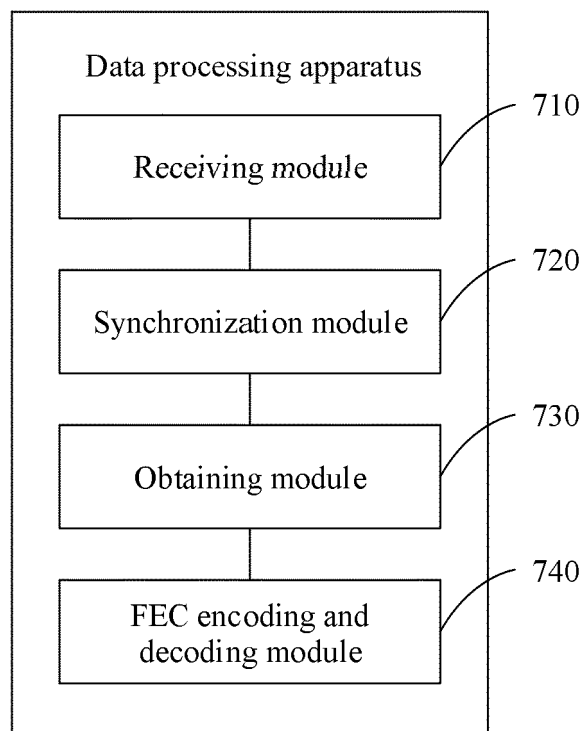 Data processing apparatus
710
Receiving module
720
Synchronization module
730
Obtaining module
740
FEC encoding and
decoding module